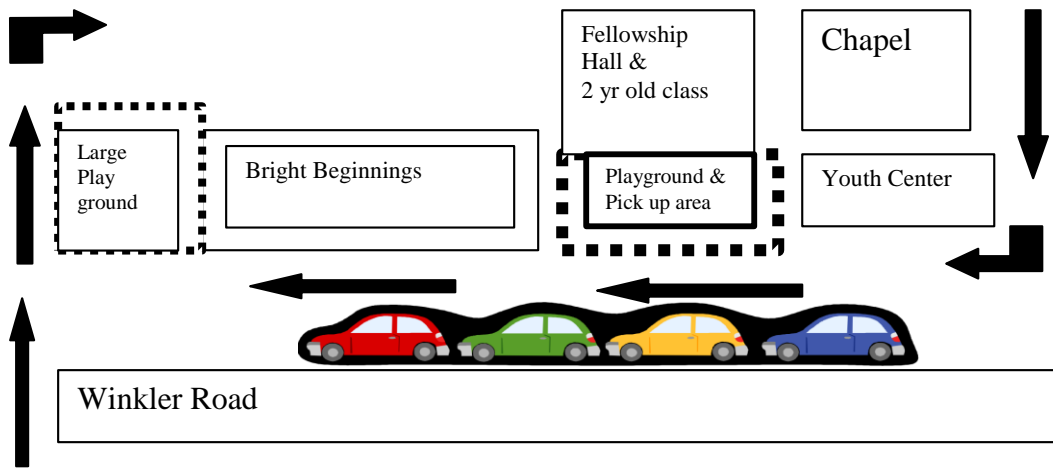 Fellowship
Hall &
2 yr old class
Chapel
Large
Play
ground
Bright Beginnings
Playground &
Pick up area
Youth Center
Winkler Road